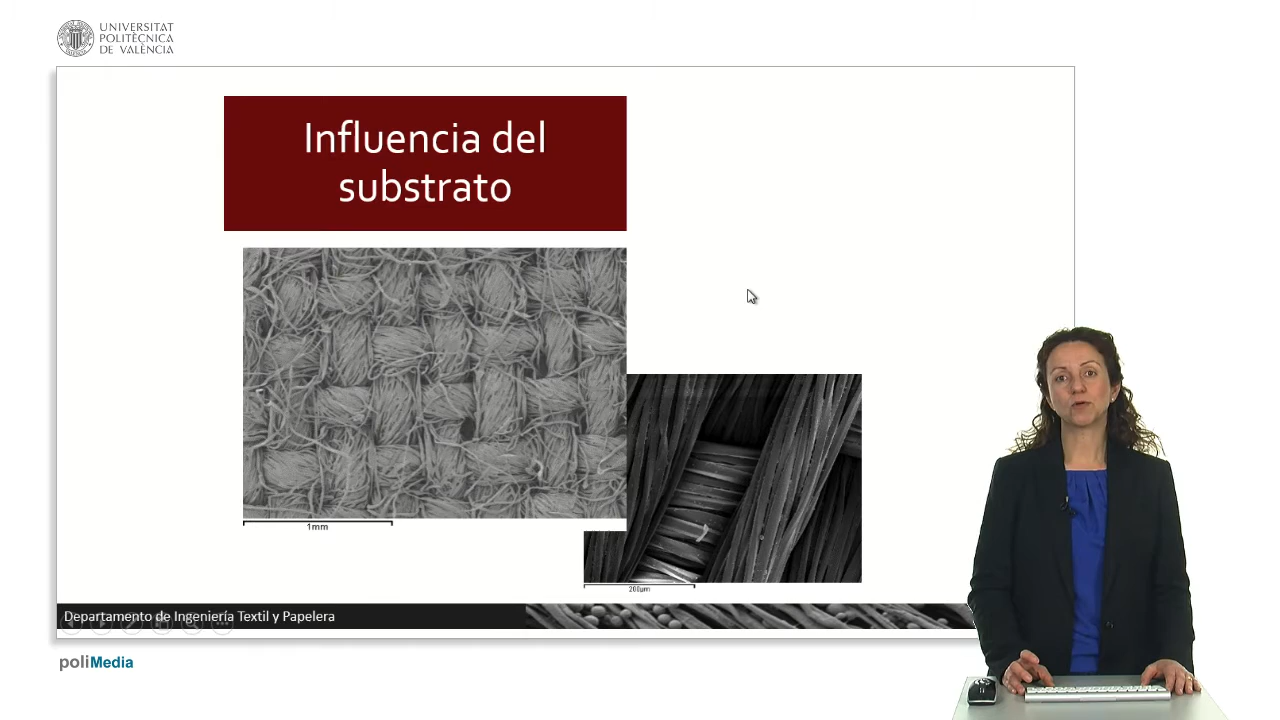 UNIVERSITAT
POLITÈCNICA
DE VALÈNCIA
Influencia del
substrato
1mm
200µm
Departamento de Ingeniería Textil y Papelera
poliMedia